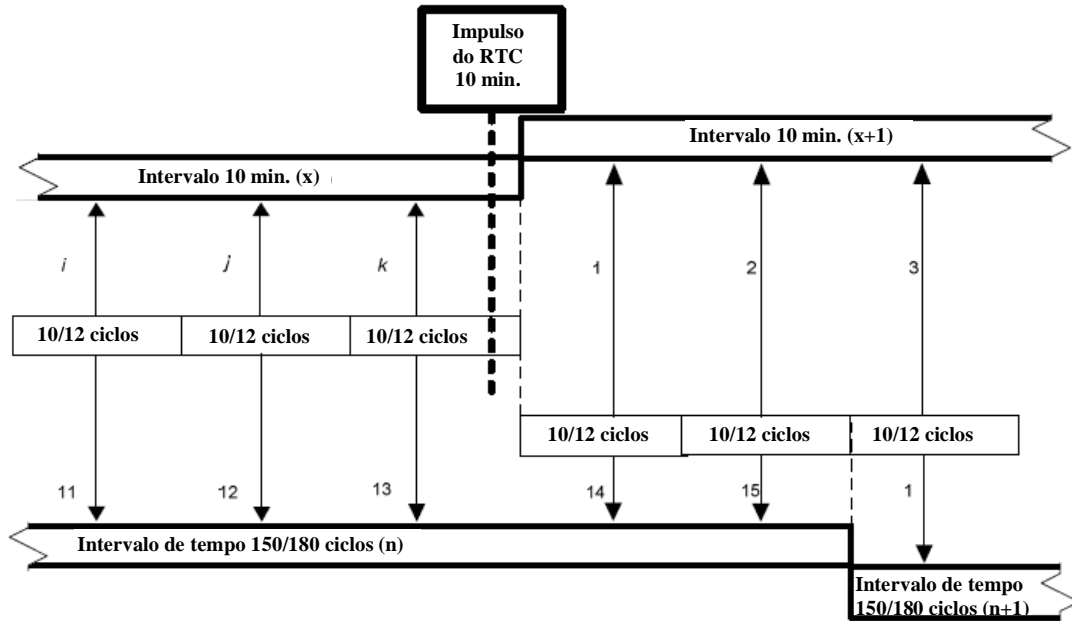 Impulso
do RTC
10 min.
Intervalo 10 min. (x+1)
Intervalo 10 min. (x)
i
j
k
1
2
3
10/12 ciclos
10/12 ciclos
10/12 ciclos
10/12 ciclos
10/12 ciclos
10/12 ciclos
11
12
13
14
15
1
Intervalo de tempo 150/180 ciclos (n)
Intervalo de tempo
150/180 ciclos (n+1)